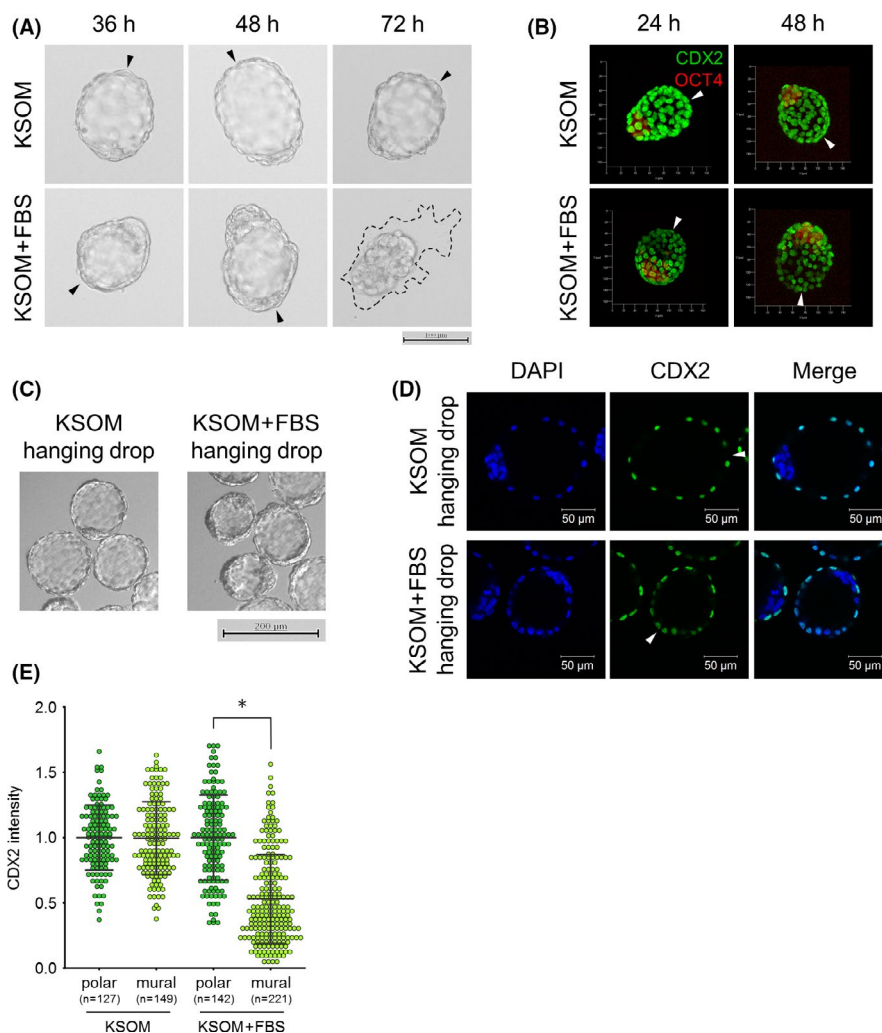 (A)
36 h 48 h 72 h
KSOM
KSOM+FBS
100 µm
(B)
24 h 48 h
CDX2
OCT4
KSOM
KSOM+FBS
(C)
KSOM
hanging drop
KSOM+FBS
hanging drop
200 µm
(D)
DAPI CDX2 Merge
KSOM
hanging drop
50 µm 50 µm 50 µm
KSOM+FBS
hanging drop
50 µm 50 µm 50 µm
(E)
CDX2 intensity
2.0
1.5
1.0
0.5
0.0
*
polar mural polar mural
(n=127) (n=149) (n=142) (n=221)
KSOM KSOM+FBS